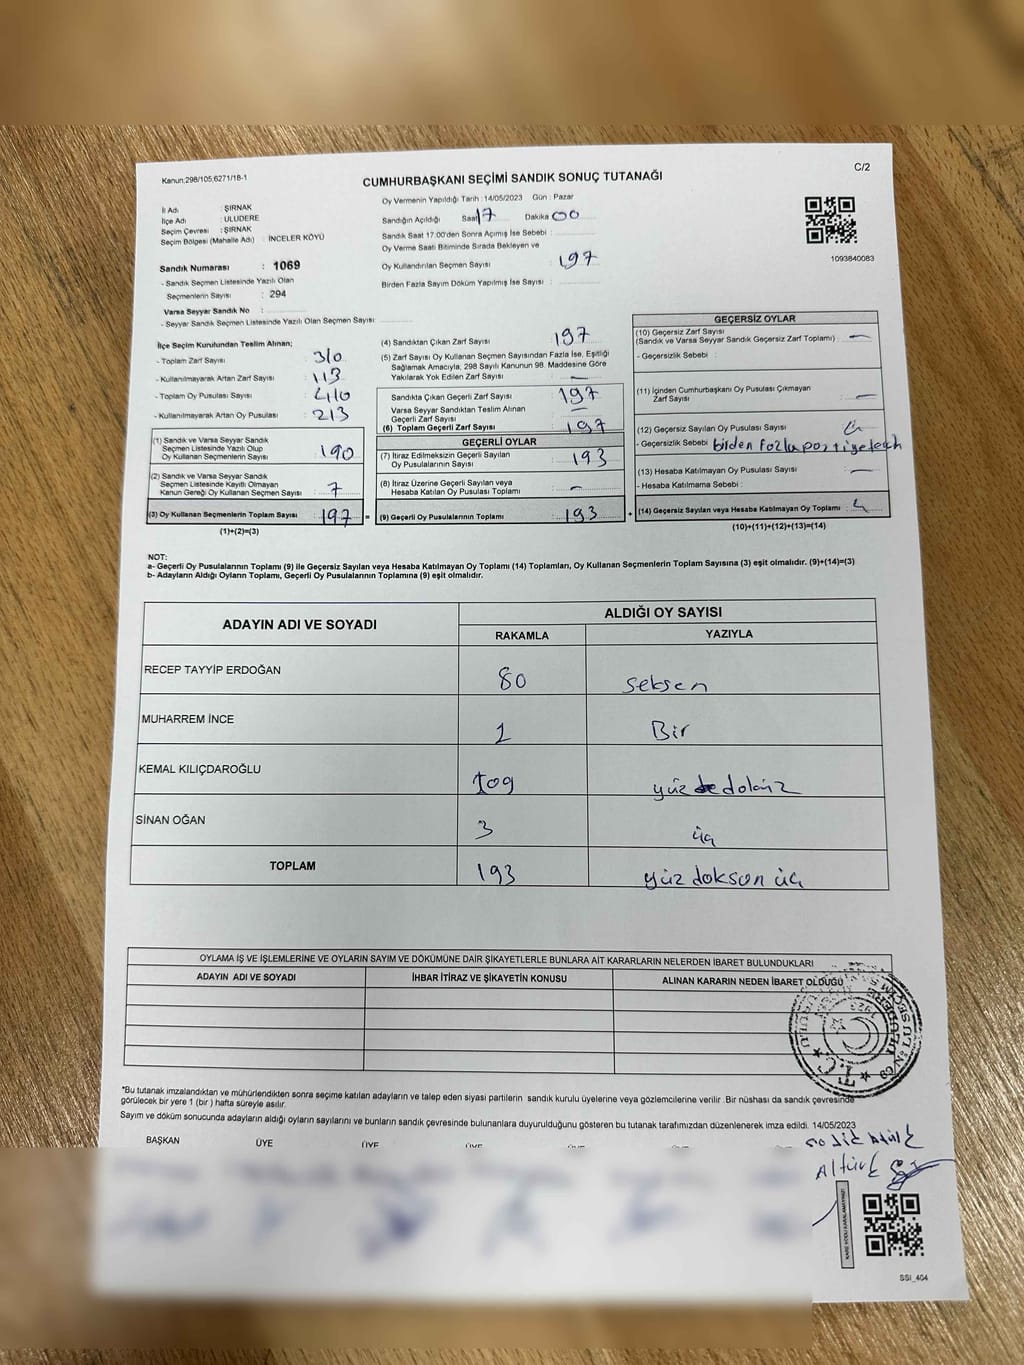 Kanun;298/105;6271/18-1
C/2
CUMHURBAŞKANI SEÇİMİ SANDIK SONUÇ TUTANAĞI
İl Adı : ŞIRNAK
İlçe Adı : ULUDERE
Seçim Çevresi : ŞIRNAK
Seçim Bölgesi (Mahalle Adı) : İNCELER KÖYÜ
Sandık Numarası : 1069
- Sandık Seçmen Listesinde Yazılı Olan
Seçmenlerin Sayısı : 294
Varsa Seyyar Sandık No :
- Seyyar Sandık Seçmen Listesinde Yazılı Olan Seçmen Sayısı:
Oy Vermenin Yapıldığı Tarih : 14/05/2023 Gün : Pazar
Sandığın Açıldığı Saat 17 Dakika 00
Sandık Saat 17.00'den Sonra Açımış İse Sebebi :
Oy Verme Saati Bitiminde Sırada Bekleyen ve
Oy Kullandırılan Seçmen Sayısı : 197
Birden Fazla Sayım Döküm Yapılmış İse Sayısı :
1093840083
İlçe Seçim Kurulundan Teslim Alınan;
- Toplam Zarf Sayısı : 310
- Kullanılmayarak Artan Zarf Sayısı : 113
- Toplam Oy Pusulası Sayısı : 410
- Kullanılmayarak Artan Oy Pusulası : 213
(1) Sandık ve Varsa Seyyar Sandık
Seçmen Listesinde Yazılı Olup
Oy Kullanan Seçmenlerin Sayısı : 190
(2) Sandık ve Varsa Seyyar Sandık
Seçmen Listesinde Kayıtlı Olmayan
Kanun Gereği Oy Kullanan Seçmen Sayısı : 7
(3) Oy Kullanan Seçmenlerin Toplam Sayısı : 197 =
(1)+(2)=(3)
(4) Sandıktan Çıkan Zarf Sayısı : 197
(5) Zarf Sayısı Oy Kullanan Seçmen Sayısından Fazla İse, Eşitliği
Sağlamak Amacıyla, 298 Sayılı Kanunun 98. Maddesine Göre
Yakılarak Yok Edilen Zarf Sayısı : —
Sandıkta Çıkan Geçerli Zarf Sayısı : 197
Varsa Seyyar Sandıktan Teslim Alınan
Geçerli Zarf Sayısı : —
(6) Toplam Geçerli Zarf Sayısı : 197
GEÇERLİ OYLAR
(7) İtiraz Edilmeksizin Geçerli Sayılan
Oy Pusulalarının Sayısı : 193
(8) İtiraz Üzerine Geçerli Sayılan veya
Hesaba Katılan Oy Pusulası Toplamı : —
(9) Geçerli Oy Pusulalarının Toplamı : 193 +
GEÇERSİZ OYLAR
(10) Geçersiz Zarf Sayısı
(Sandık ve Varsa Seyyar Sandık Geçersiz Zarf Toplamı) : —
- Geçersizlik Sebebi :
(11) İçinden Cumhurbaşkanı Oy Pusulası Çıkmayan
Zarf Sayısı : —
(12) Geçersiz Sayılan Oy Pusulası Sayısı : 4
- Geçersizlik Sebebi
(13) Hesaba Katılmayan Oy Pusulası Sayısı : —
- Hesaba Katılmama Sebebi :
(14) Geçersiz Sayılan veya Hesaba Katılmayan Oy Toplamı : 4
(10)+(11)+(12)+(13)=(14)
NOT:
a- Geçerli Oy Pusulalarının Toplamı (9) ile Geçersiz Sayılan veya Hesaba Katılmayan Oy Toplamı (14) Toplamları, Oy Kullanan Seçmenlerin Toplam Sayısına (3) eşit olmalıdır. (9)+(14)=(3)
b- Adayların Aldığı Oyların Toplamı, Geçerli Oy Pusulalarının Toplamına (9) eşit olmalıdır.
ADAYIN ADI VE SOYADI
ALDIĞI OY SAYISI
RAKAMLA YAZIYLA
RECEP TAYYİP ERDOĞAN 80 seksen
MUHARREM İNCE 1 Bir
KEMAL KILIÇDAROĞLU 109 yüz
SİNAN OĞAN 3 üç
TOPLAM 193 yüz doksan üç
OYLAMA İŞ VE İŞLEMLERİNE VE OYLARIN SAYIM VE DÖKÜMÜNE DAİR ŞİKAYETLERLE BUNLARA AİT KARARLARIN NELERDEN İBARET BULUNDUKLARI
ADAYIN ADI VE SOYADI İHBAR İTİRAZ VE ŞİKAYETİN KONUSU ALINAN KARARIN NEDEN İBARET OLDUĞU
*Bu tutanak imzalandıktan ve mühürlendikten sonra seçime katılan adayların ve talep eden siyasi partilerin sandık kurulu üyelerine veya gözlemcilerine verilir .Bir nüshası da sandık çevresinde
görülecek bir yere 1 (bir ) hafta süreyle asılır.
Sayım ve döküm sonucunda adayların aldığı oyların sayılarını ve bunların sandık çevresinde bulunanlara duyurulduğunu gösteren bu tutanak tarafımızdan düzenlenerek imza edildi. 14/05/2023
BAŞKAN ÜYE ÜYE
SSI_404